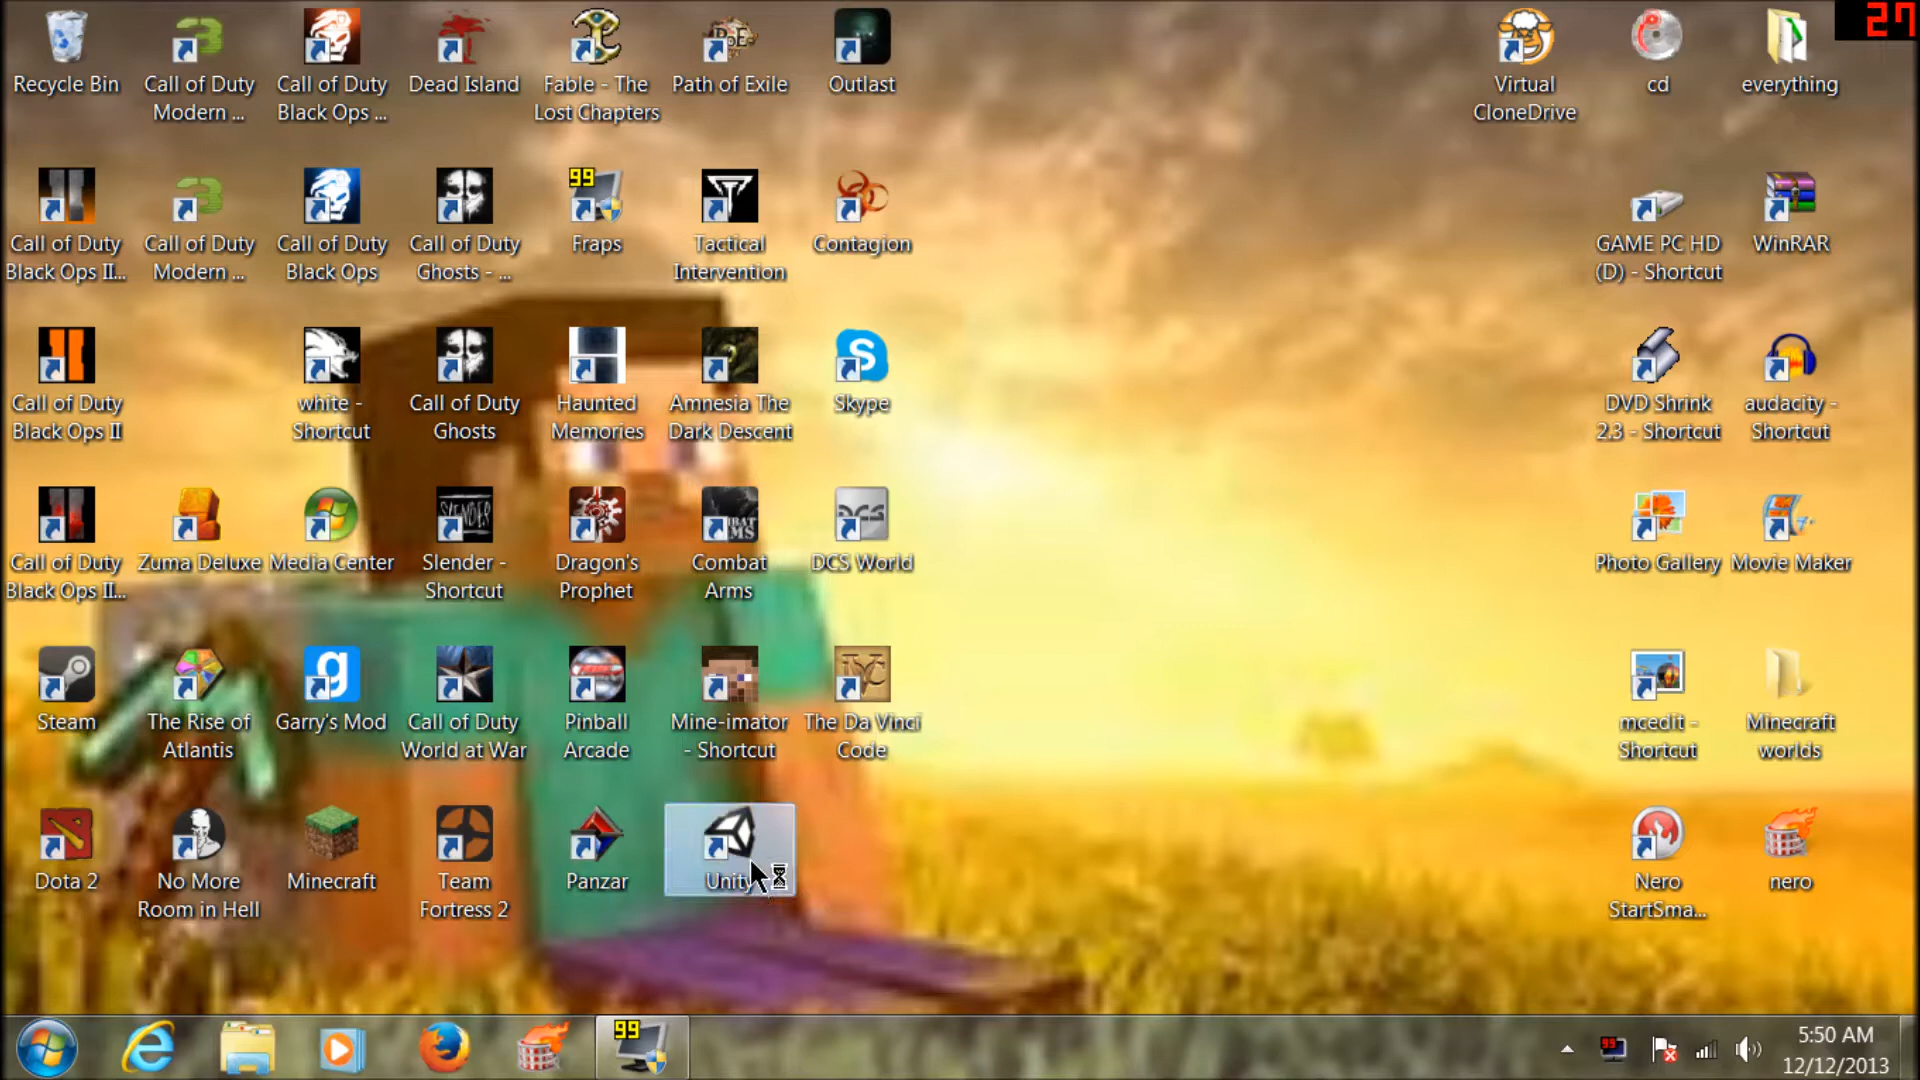 27
Recycle Bin
Call of Duty
Modern ...
Call of Duty
Black Ops ...
Dead Island
Fable - The
Lost Chapters
PoE
Path of Exile
Outlast
Virtual
CloneDrive
cd
everything
Call of Duty
Black Ops II...
Call of Duty
Modern ...
Call of Duty
Black Ops
Call of Duty
Ghosts - ...
99
Fraps
Tactical
Intervention
Contagion
GAME PC HD
(D) - Shortcut
WinRAR
Call of Duty
Black Ops II
white -
Shortcut
Call of Duty
Ghosts
Haunted
Memories
Amnesia The
Dark Descent
S
Skype
DVD Shrink
2.3 - Shortcut
audacity -
Shortcut
Call of Duty
Black Ops II...
Zuma Deluxe
Media Center
SLENDER
Slender -
Shortcut
Dragon's
Prophet
Combat
Arms
DCS
DCS World
Photo Gallery
Movie Maker
Steam
The Rise of
Atlantis
g
Garry's Mod
Call of Duty
World at War
Pinball
Arcade
Mine-imator
- Shortcut
The Da Vinci
Code
mcedit -
Shortcut
Minecraft
worlds
Dota 2
No More
Room in Hell
Minecraft
Team
Fortress 2
Panzar
Unity
Nero
StartSma...
nero
99
99
5:50 AM
12/12/2013